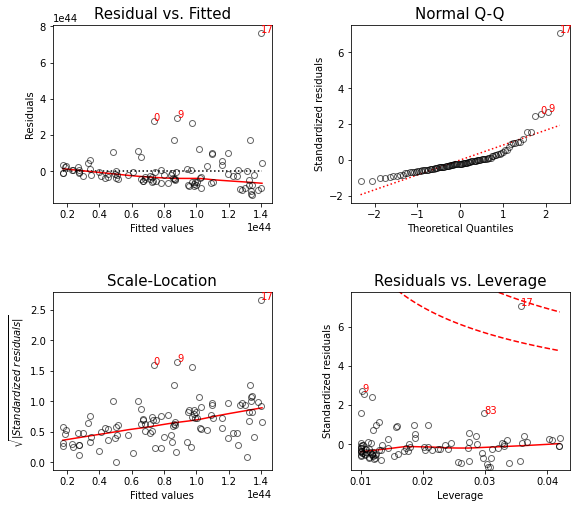 Residual vs. Fitted
1e44
8
6
4
2
0
Residuals
17
0
9
0.2 0.4 0.6 0.8 1.0 1.2 1.4
Fitted values
1e44
Normal Q-Q
6
4
2
0
−2
Standardized residuals
17
0 9
−2 −1 0 1 2
Theoretical Quantiles
Scale-Location
2.5
2.0
1.5
1.0
0.5
0.0
√|Standardized residuals|
17
0
9
0.2 0.4 0.6 0.8 1.0 1.2 1.4
Fitted values
1e44
Residuals vs. Leverage
6
4
2
0
Standardized residuals
17
9
83
0.01 0.02 0.03 0.04
Leverage